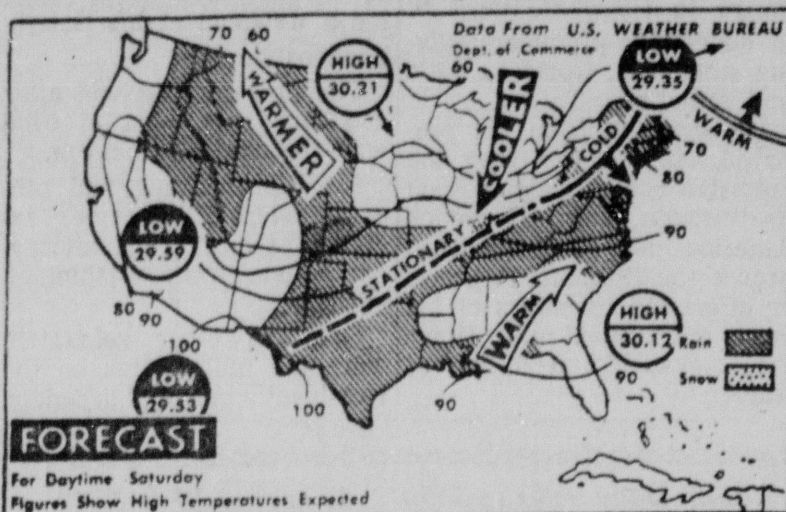 Data From U.S. WEATHER BUREAU
Dept. of Commerce
70 60
HIGH
30.21
60
LOW
29.35
WARMER
COOLER
COLD
WARM
70
80
LOW
29.59
STATIONARY
90
80 90
100
WARM
HIGH
30.12
Rain
Snow
LOW
29.53
100
90
90
FORECAST
For Daytime Saturday
Figures Show High Temperatures Expected